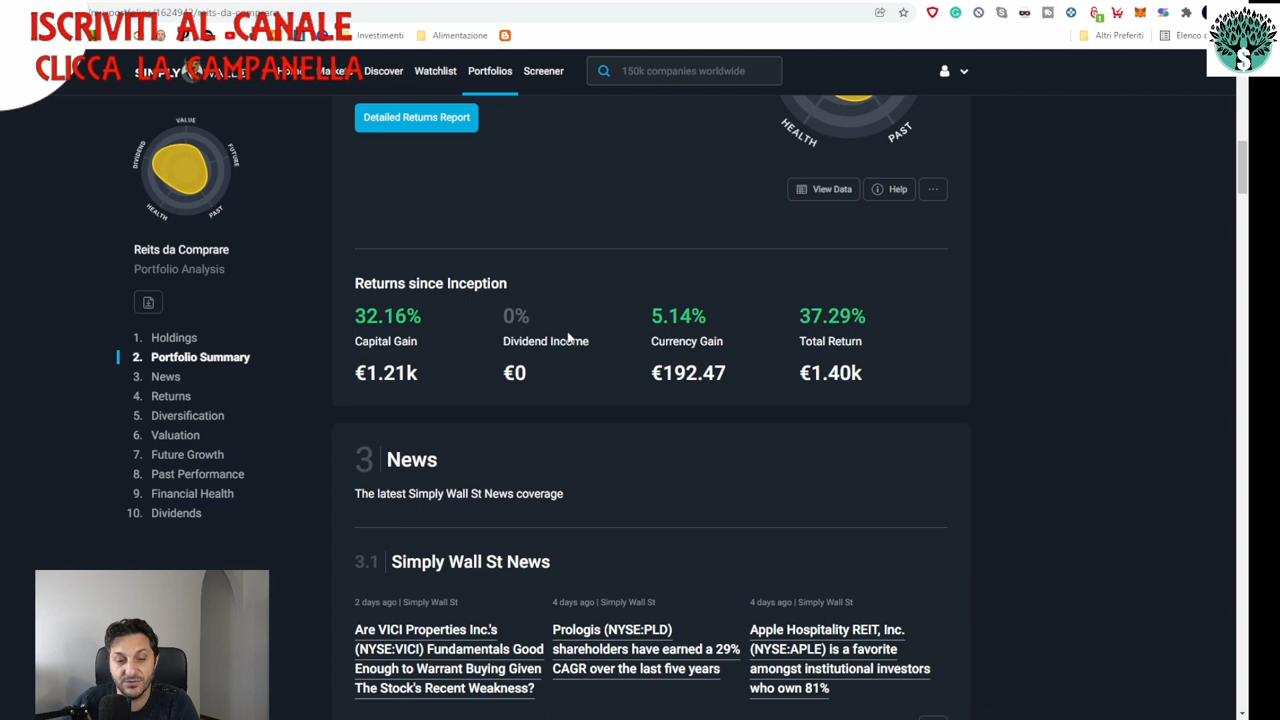 ISCRIVITI AL CANALE
CLICCA LA CAMPANELLA
Investimenti
Alimentazione
Altri Preferiti
Discover
Watchlist
Portfolios
Screener
150k companies worldwide
VALUE
FUTURE
PAST
HEALTH
DIVIDEND
Reits da Comprare
Portfolio Analysis
1. Holdings
2. Portfolio Summary
3. News
4. Returns
5. Diversification
6. Valuation
7. Future Growth
8. Past Performance
9. Financial Health
10. Dividends
Detailed Returns Report
HEALTH
PAST
View Data
Help
...
Returns since Inception
32.16%
Capital Gain
€1.21k
0%
Dividend Income
€0
5.14%
Currency Gain
€192.47
37.29%
Total Return
€1.40k
3 News
The latest Simply Wall St News coverage
3.1 Simply Wall St News
2 days ago | Simply Wall St
Are VICI Properties Inc.'s
(NYSE:VICI) Fundamentals Good
Enough to Warrant Buying Given
The Stock's Recent Weakness?
4 days ago | Simply Wall St
Prologis (NYSE:PLD)
shareholders have earned a 29%
CAGR over the last five years
4 days ago | Simply Wall St
Apple Hospitality REIT, Inc.
(NYSE:APLE) is a favorite
amongst institutional investors
who own 81%